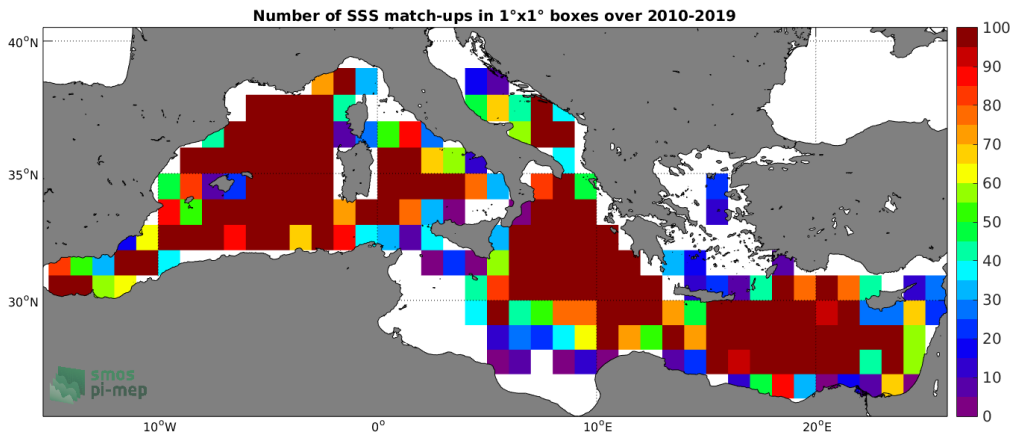 Number of SSS match-ups in 1°x1° boxes over 2010-2019
40°N
35°N
30°N
10°W
0°
10°E
20°E
100
90
80
70
60
50
40
30
20
10
0
smos
pi-mep